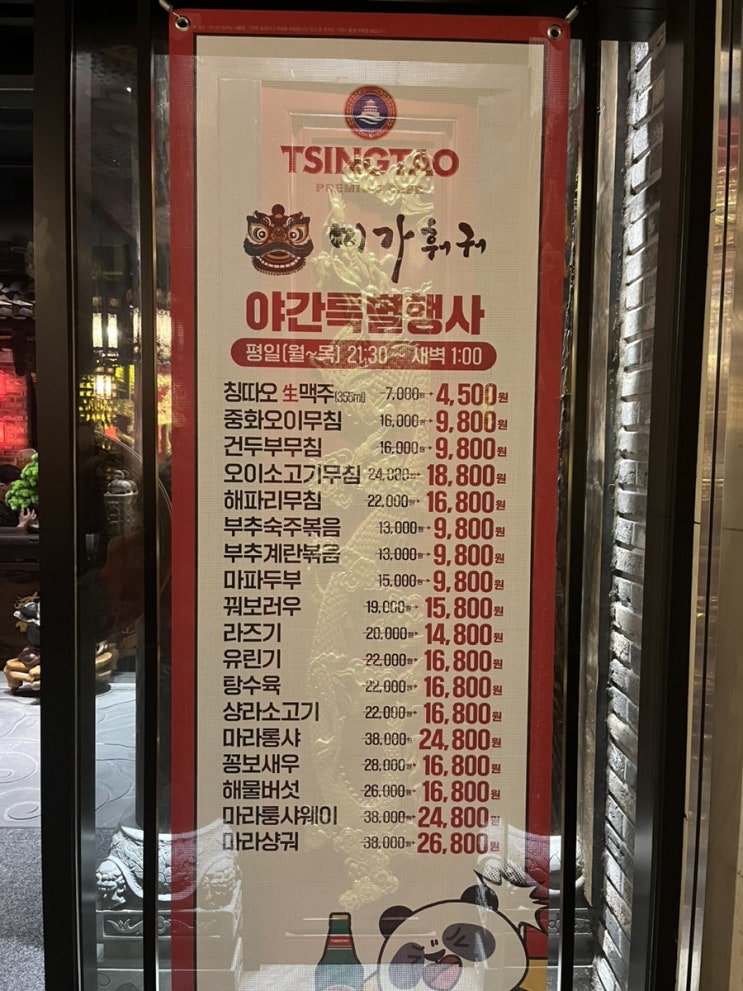 TSINGTAO
PREMIUM BEER
미가훠궈
야간특별행사
평일(월~목) 21:30 ~ 새벽 1:00
칭따오 生맥주(355ml) 7,000원→ 4,500원
중화오이무침 16,000원→ 9,800원
건두부무침 16,000원→ 9,800원
오이소고기무침 24,000원→ 18,800원
해파리무침 22,000원→ 16,800원
부추숙주볶음 13,000원→ 9,800원
부추계란볶음 13,000원→ 9,800원
마파두부 15,000원→ 9,800원
꿔보러우 19,000원→ 15,800원
라즈기 20,000원→ 14,800원
유린기 22,000원→ 16,800원
탕수육 22,000원→ 16,800원
샹라소고기 22,000원→ 16,800원
마라롱샤 38,000원→ 24,800원
꽁보새우 28,000원→ 16,800원
해물버섯 26,000원→ 16,800원
마라룽샤웨이 38,000원→ 24,800원
마라샹궈 38,000원→ 26,800원
TSINGTAO